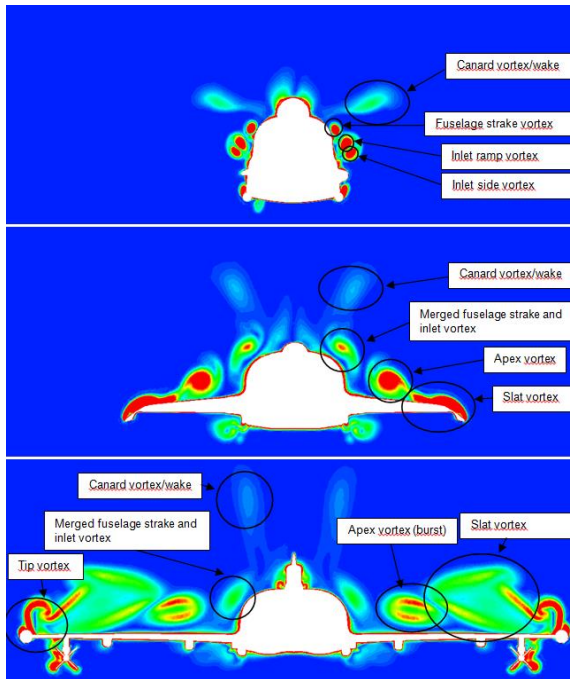 Canard vortex/wake
Fuselage strake vortex
Inlet ramp vortex
Inlet side vortex
Canard vortex/wake
Merged fuselage strake and
inlet vortex
Apex vortex
Slat vortex
Canard vortex/wake
Slat vortex
Merged fuselage strake and
inlet vortex
Apex vortex (burst)
Tip vortex